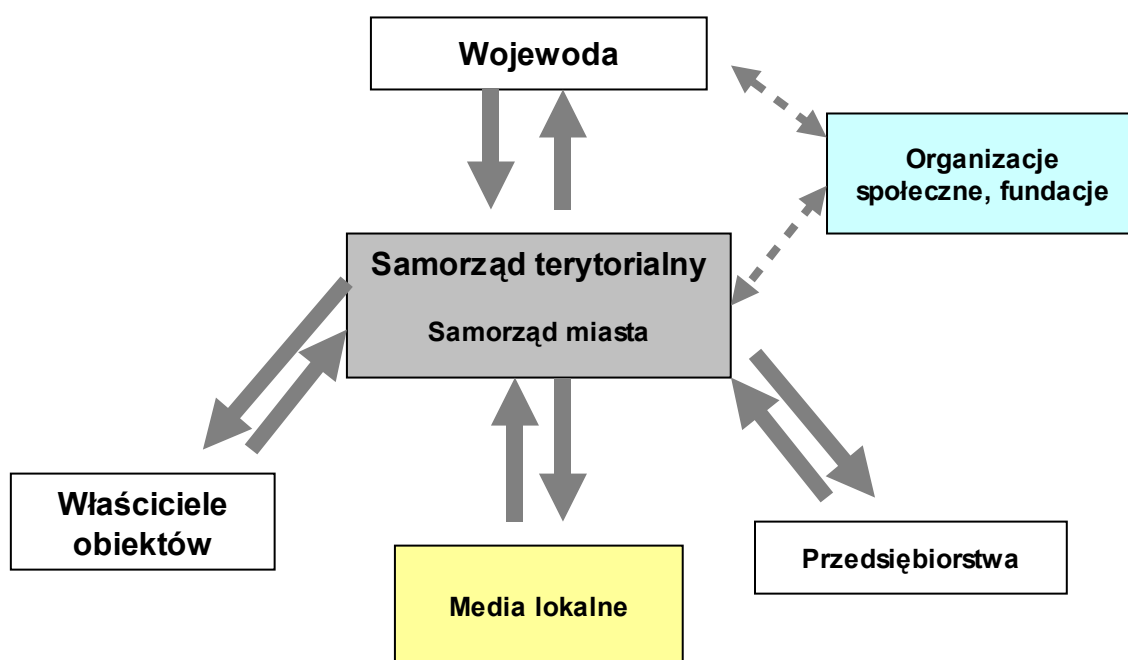 Wojewoda
Organizacje
społeczne, fundacje
Samorząd terytorialny
Samorząd miasta
Właściciele
obiektów
Media lokalne
Przedsiębiorstwa